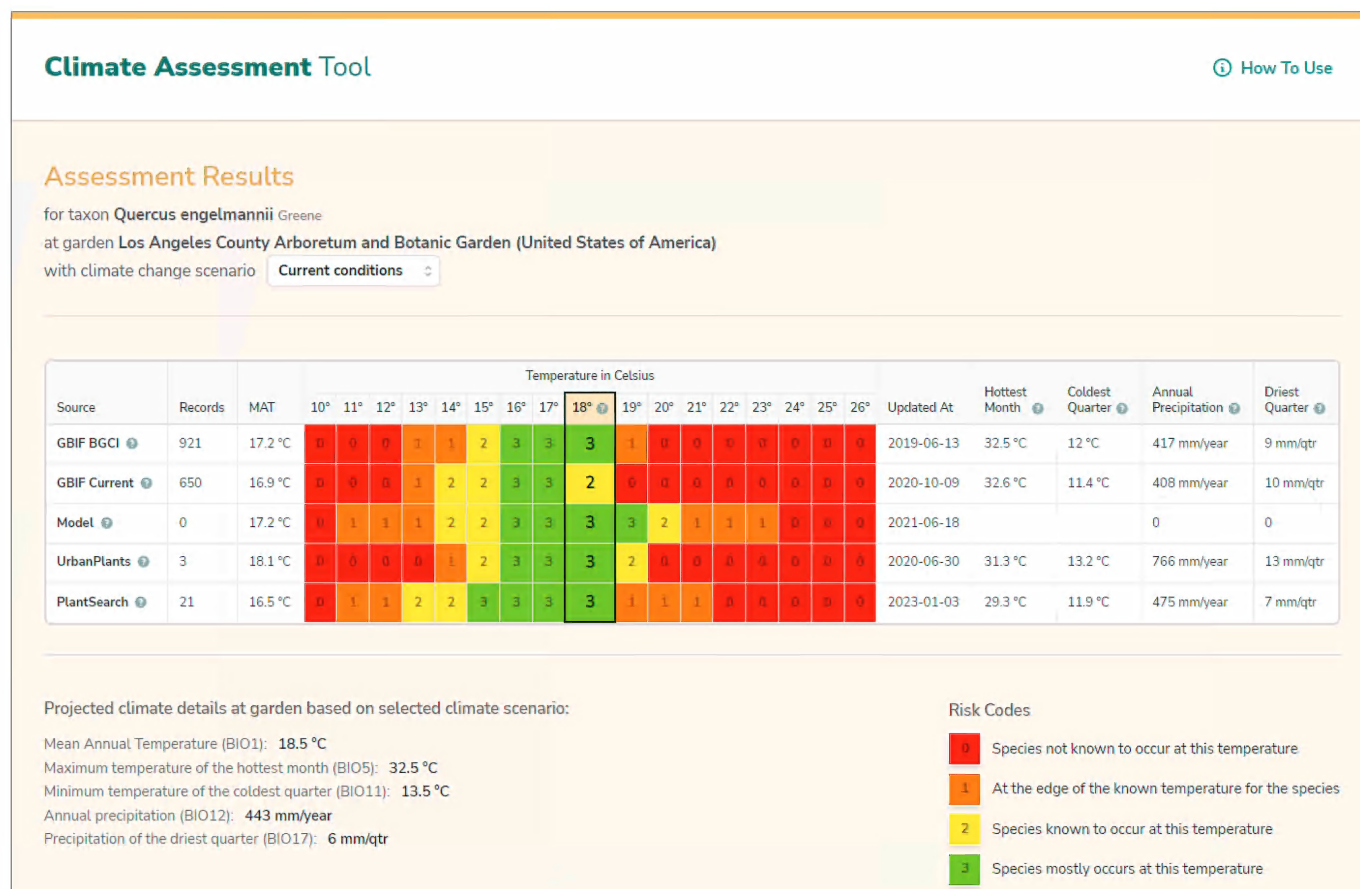 Climate Assessment Tool
How To Use
Assessment Results
for taxon Quercus engelmannii Greene
at garden Los Angeles County Arboretum and Botanic Garden (United States of America)
with climate change scenario Current conditions
Temperature in Celsius
Source Records MAT 10° 11° 12° 13° 14° 15° 16° 17° 18° 19° 20° 21° 22° 23° 24° 25° 26° Updated At Hottest Month Coldest Quarter Annual Precipitation Driest Quarter
GBIF BGCI 921 17.2 °C 0 0 0 1 1 2 3 3 3 1 0 0 0 0 0 0 0 2019-06-13 32.5 °C 12 °C 417 mm/year 9 mm/qtr
GBIF Current 650 16.9 °C 0 0 0 1 2 2 3 3 2 0 0 0 0 0 0 0 0 2020-10-09 32.6 °C 11.4 °C 408 mm/year 10 mm/qtr
Model 0 17.2 °C 0 1 1 1 2 2 3 3 3 3 2 1 1 1 0 0 0 2021-06-18 0 0
UrbanPlants 3 18.1 °C 0 0 0 0 1 2 3 3 3 2 0 0 0 0 0 0 0 2020-06-30 31.3 °C 13.2 °C 766 mm/year 13 mm/qtr
PlantSearch 21 16.5 °C 0 1 1 2 2 3 3 3 3 1 1 1 0 0 0 0 0 2023-01-03 29.3 °C 11.9 °C 475 mm/year 7 mm/qtr
Projected climate details at garden based on selected climate scenario:
Mean Annual Temperature (BIO1): 18.5 °C
Maximum temperature of the hottest month (BIO5): 32.5 °C
Minimum temperature of the coldest quarter (BIO11): 13.5 °C
Annual precipitation (BIO12): 443 mm/year
Precipitation of the driest quarter (BIO17): 6 mm/qtr
Risk Codes
0 Species not known to occur at this temperature
1 At the edge of the known temperature for the species
2 Species known to occur at this temperature
3 Species mostly occurs at this temperature